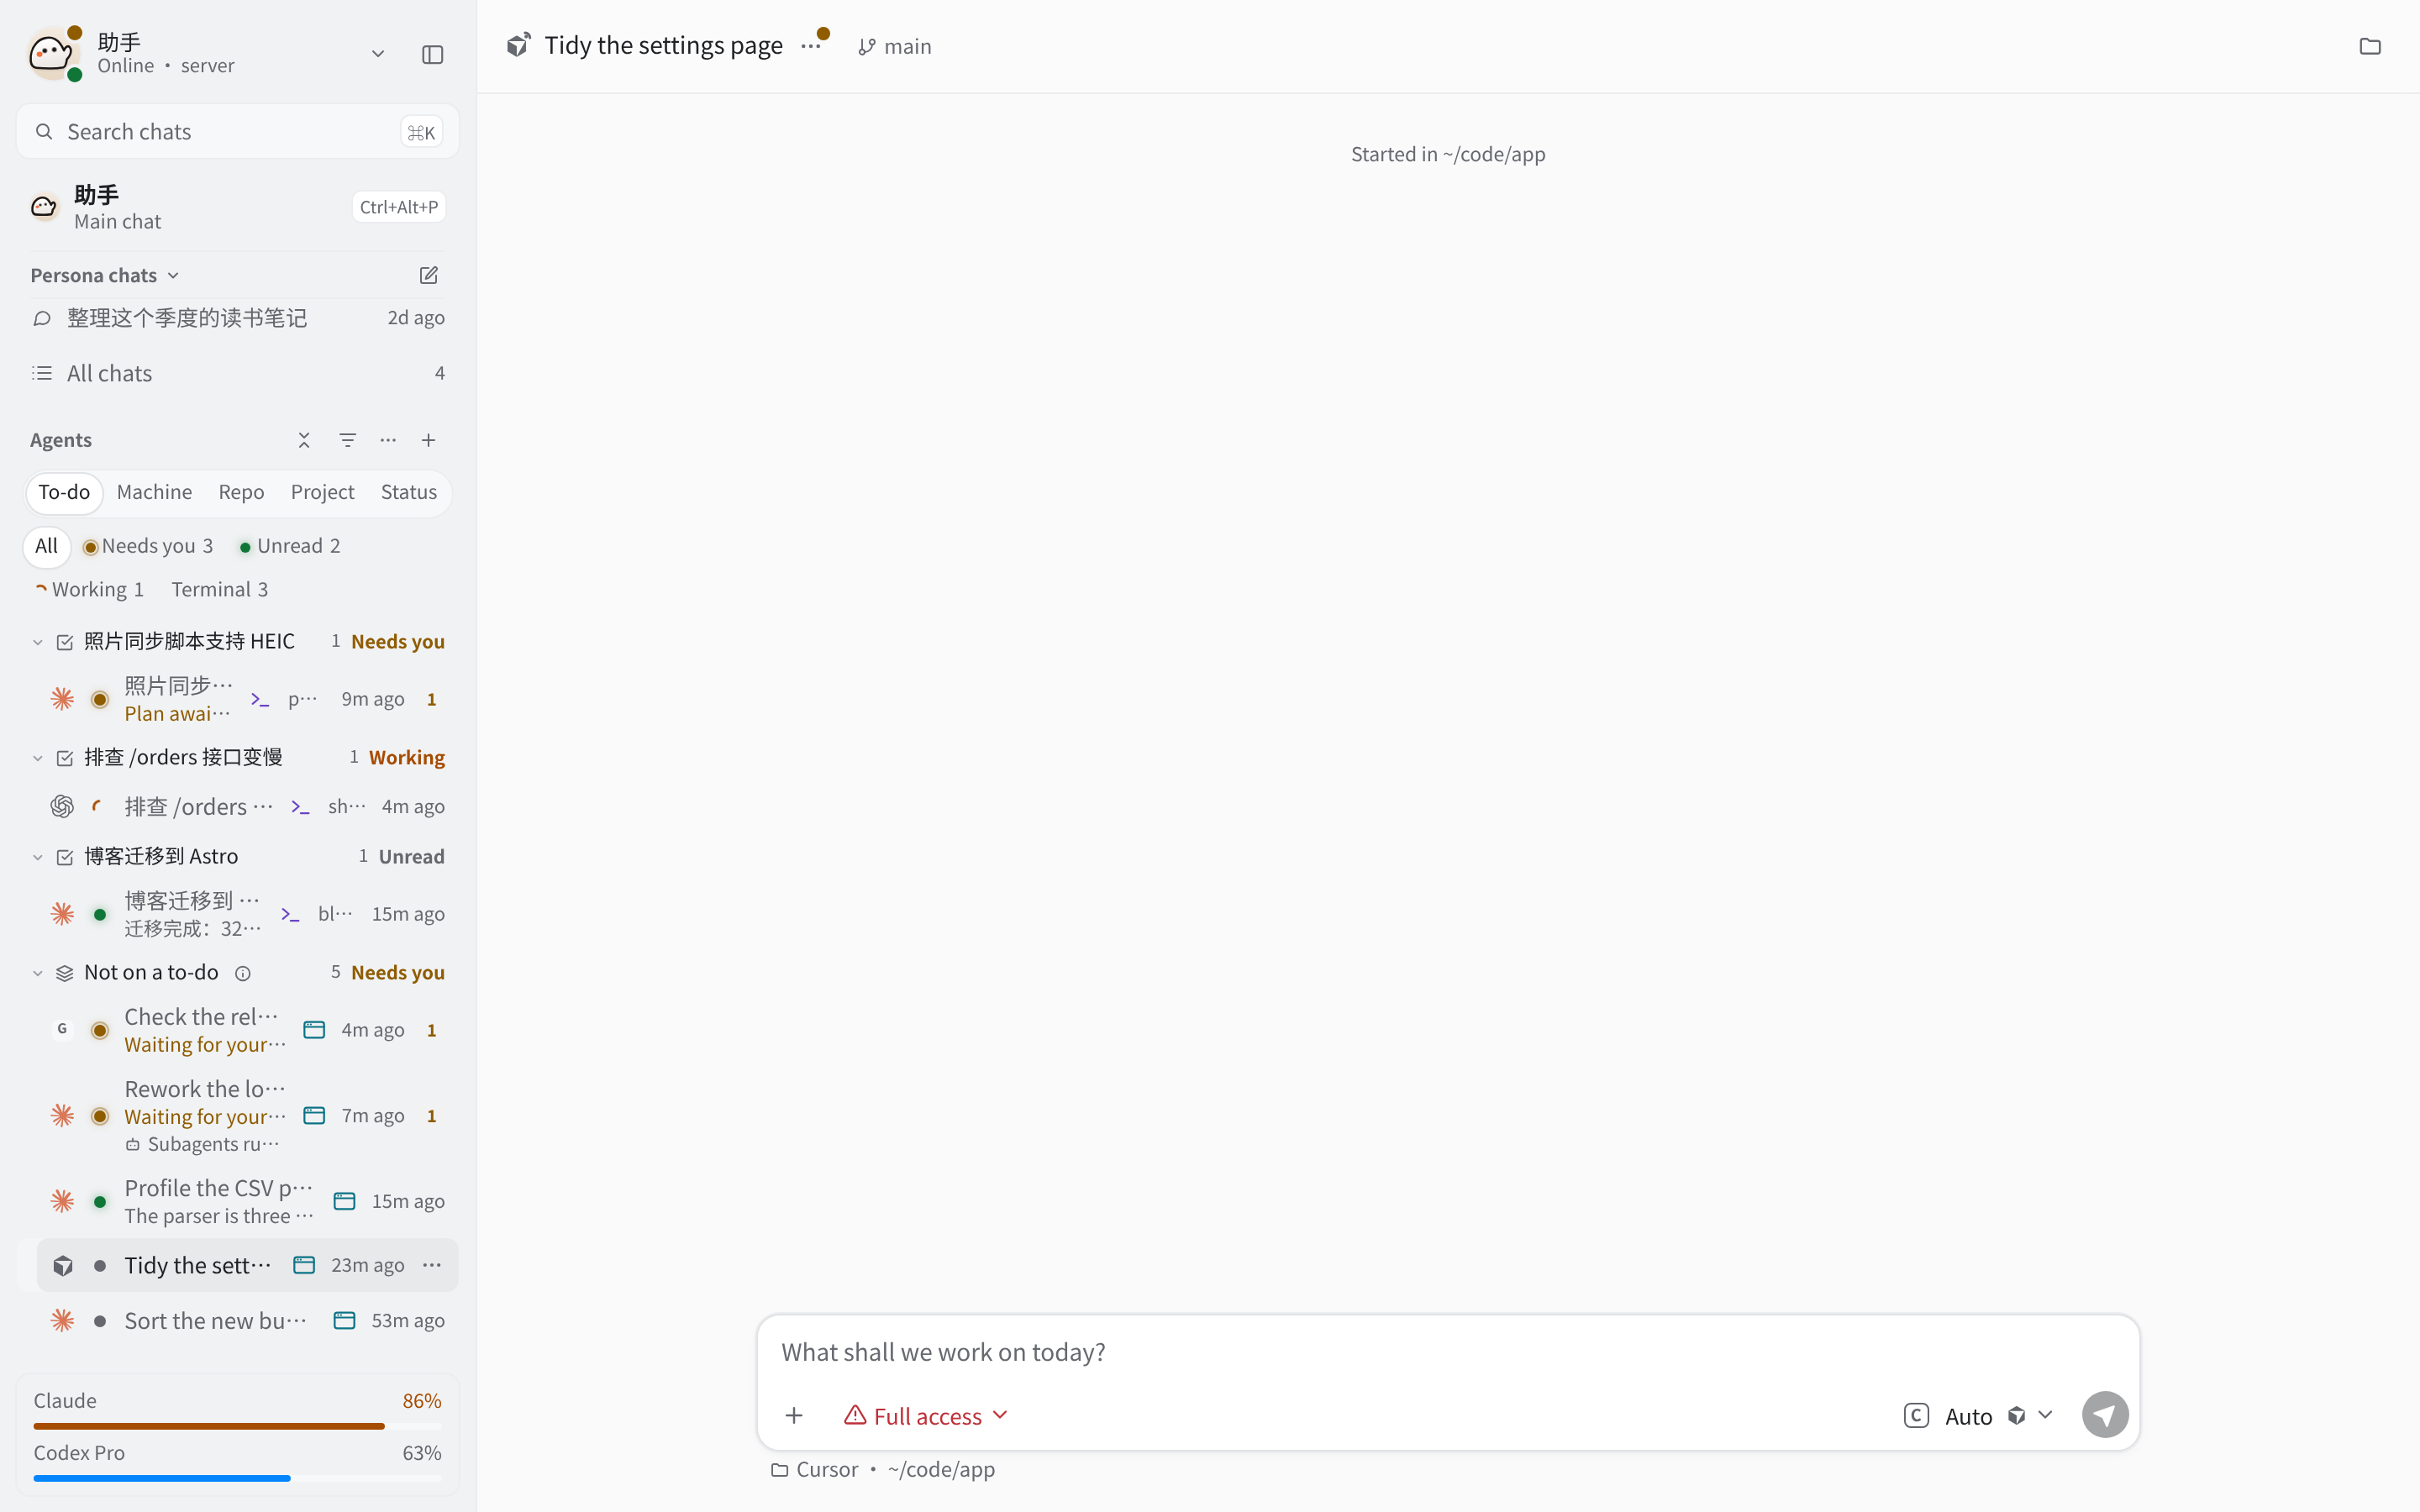 助手
Online • server
Search chats ⌘K
助手
Main chat
Ctrl+Alt+P
Persona chats
整理这个季度的读书笔记 2d ago
All chats 4
Agents
To-do Machine Repo Project Status
All Needs you 3 Unread 2
Working 1 Terminal 3
照片同步脚本支持 HEIC 1 Needs you
照片同步… p… 9m ago 1
Plan awai…
排查 /orders 接口变慢 1 Working
排查 /orders … sh… 4m ago
博客迁移到 Astro 1 Unread
博客迁移到 … bl… 15m ago
迁移完成：32…
Not on a to-do 5 Needs you
G Check the rel… 4m ago 1
Waiting for your…
Rework the lo…
Waiting for your… 7m ago 1
Subagents ru…
Profile the CSV p… 15m ago
The parser is three …
Tidy the sett… 23m ago
Sort the new bu… 53m ago
Claude 86%
Codex Pro 63%
Tidy the settings page main
Started in ~/code/app
What shall we work on today?
Full access C Auto
Cursor • ~/code/app